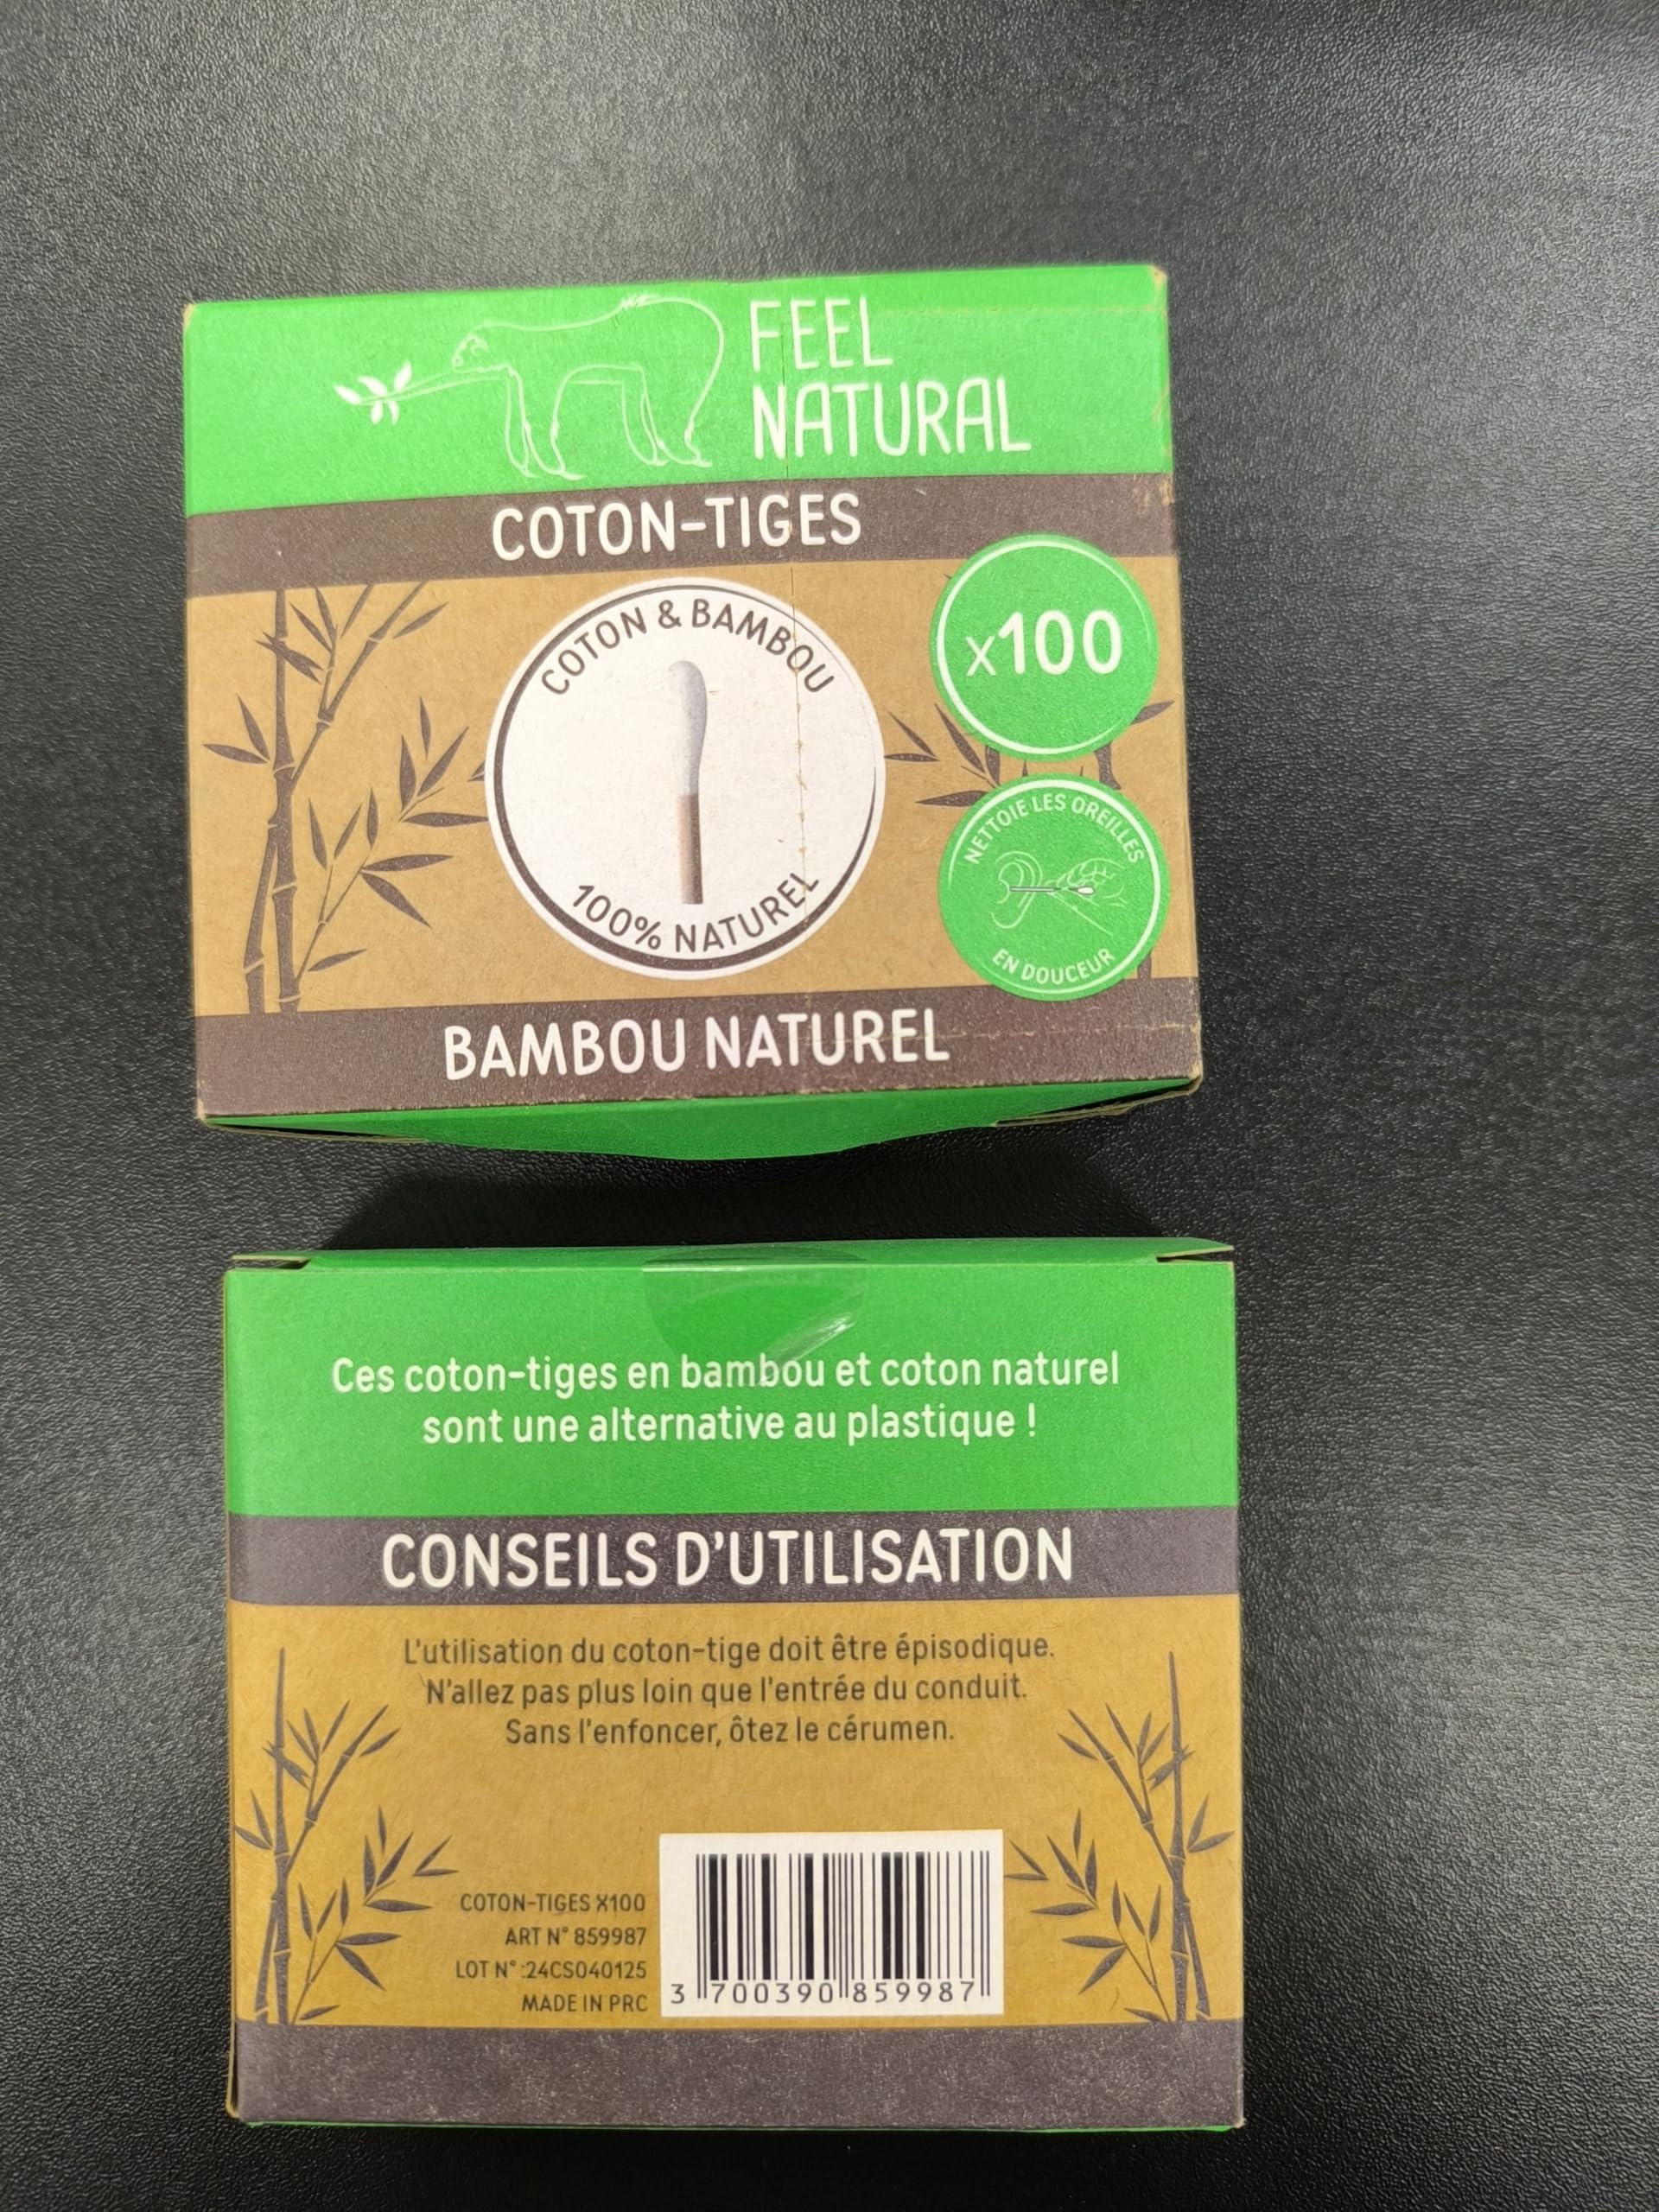 FEEL
NATURAL
COTON-TIGES
x100
COTON & BAMBOU
100% NATUREL
NETTOIE LES OREILLES
EN DOUCEUR
BAMBOU NATUREL
Ces coton-tiges en bambou et coton naturel
sont une alternative au plastique !
CONSEILS D'UTILISATION
L'utilisation du coton-tige doit être épisodique.
N'allez pas plus loin que l'entrée du conduit.
Sans l'enfoncer, ôtez le cérumen.
COTON-TIGES X100
ART N° 859987
LOT N° :24CS040125
MADE IN PRC
3 700390 859987